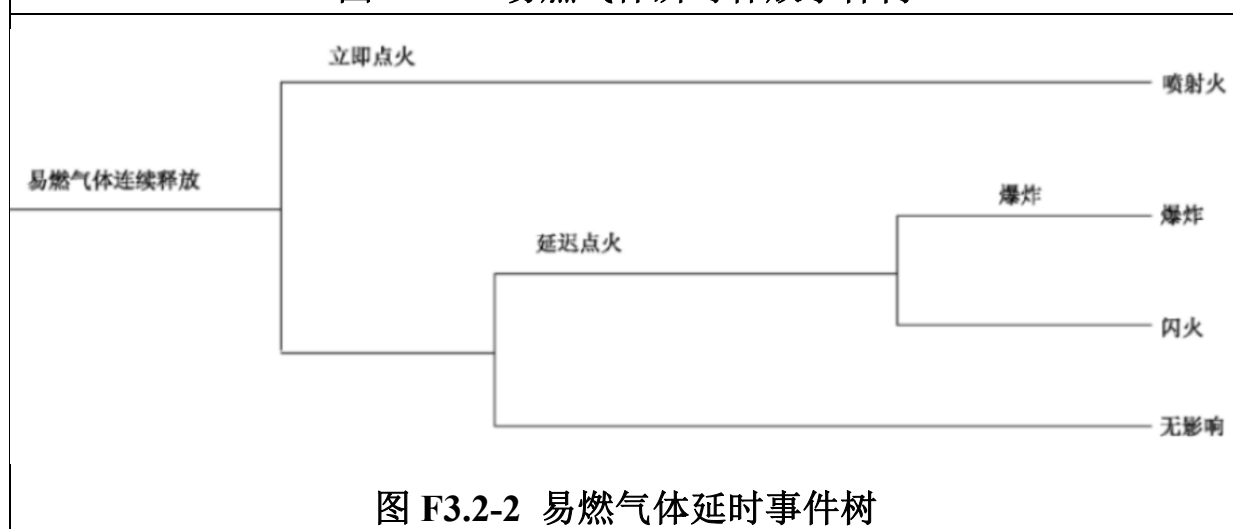 立即点火
喷射火
易燃气体连续释放
爆炸
爆炸
延迟点火
闪火
无影响
图 F3.2-2 易燃气体延时事件树